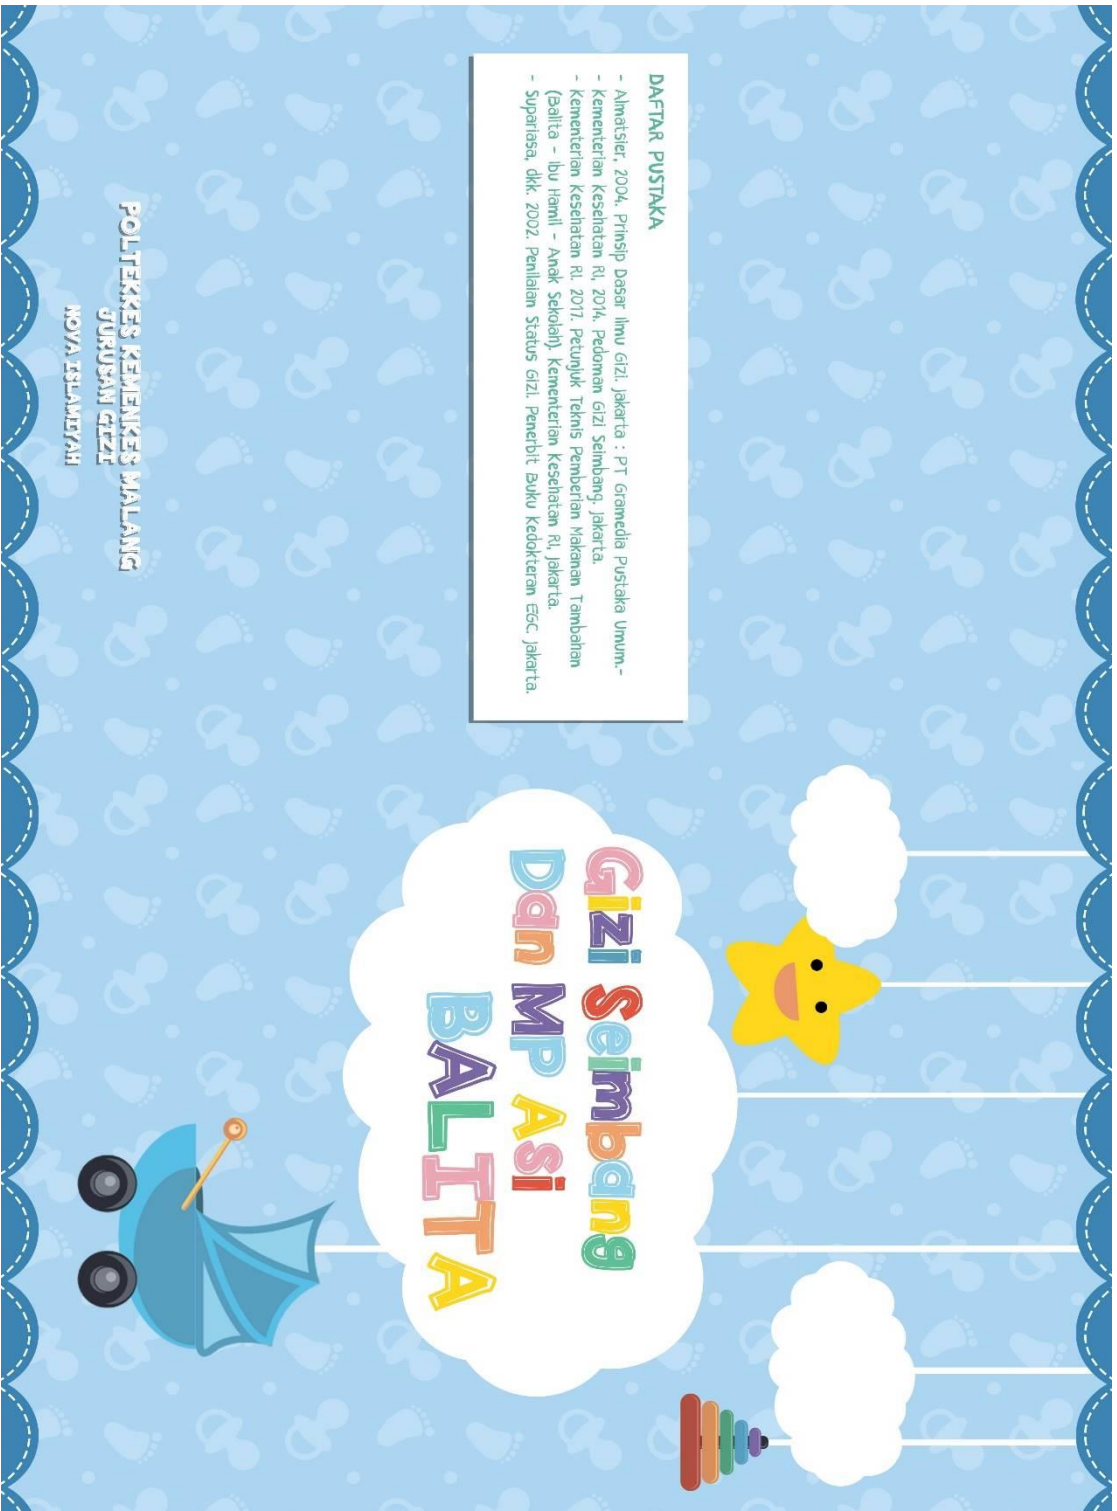 DAFTAR PUSTAKA
- Almatsier, 2004. Prinsip Dasar Ilmu Gizi. Jakarta : PT Gramedia Pustaka Umum.-
- Kementerian Kesehatan RI, 2014. Pedoman Gizi Seimbang. Jakarta.
- Kementerian Kesehatan RI. 2017. Petunjuk Teknis Pemberian Makanan Tambahan
(Balita - Ibu Hamil - Anak Sekolah). Kementerian Kesehatan RI, Jakarta.
- Supariasa, dkk. 2002. Penilaian Status Gizi. Penerbit Buku Kedokteran EGC. Jakarta.
POLTEKKES KEMENKES MALANG
JURUSAN GIZI
NOVA ISLAMIYAH
Gizi Seimbang
Dan MP ASi
BALITA